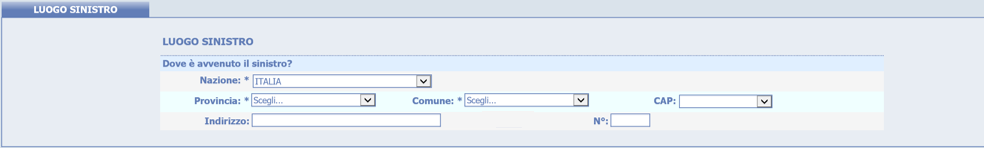 LUOGO SINISTRO
LUOGO SINISTRO
Dove è avvenuto il sinistro?
Nazione: * ITALIA
Provincia: * Scegli... Comune: * Scegli... CAP:
Indirizzo: N°: